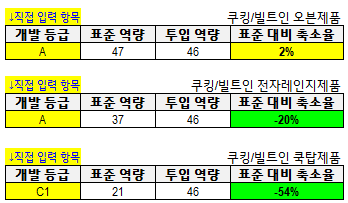 ↓직접 입력 항목 쿠킹/빌트인 오븐제품
개발 등급 표준 역량 투입 역량 표준 대비 축소율
A 47 46 2%
↓직접 입력 항목 쿠킹/빌트인 전자레인지제품
개발 등급 표준 역량 투입 역량 표준 대비 축소율
A 37 46 -20%
↓직접 입력 항목 쿠킹/빌트인 쿡탑제품
개발 등급 표준 역량 투입 역량 표준 대비 축소율
C1 21 46 -54%